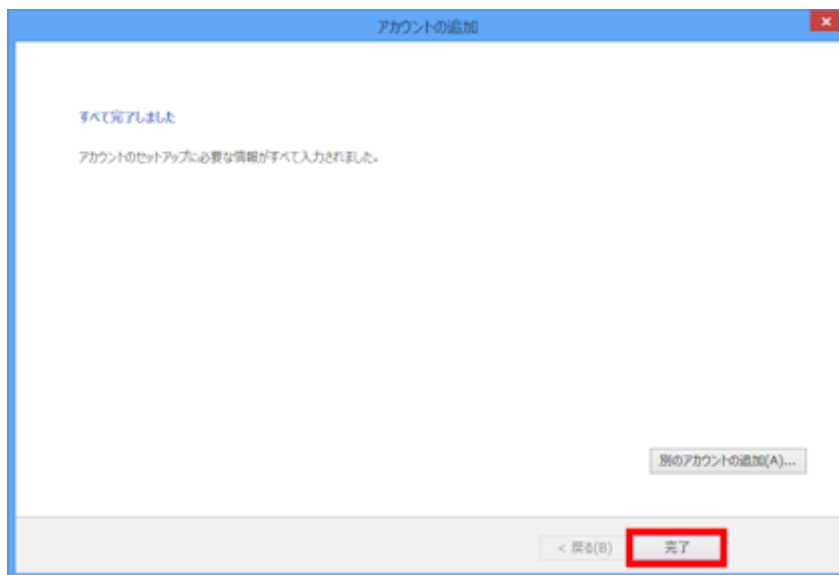 アカウントの追加
すべて完了しました
アカウントのセットアップに必要な情報がすべて入力されました。
別のアカウントの追加(A)...
< 戻る(B)
完了